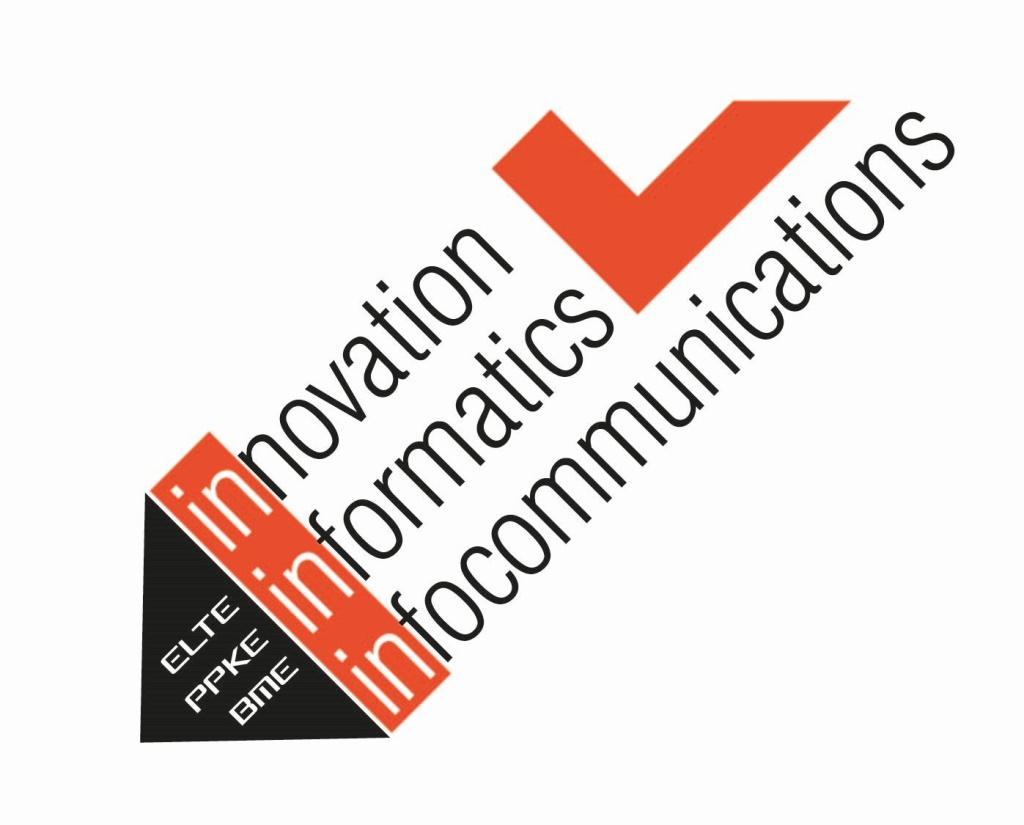 innovation
informatics
infocommunications
ELTE
PPKE
BME